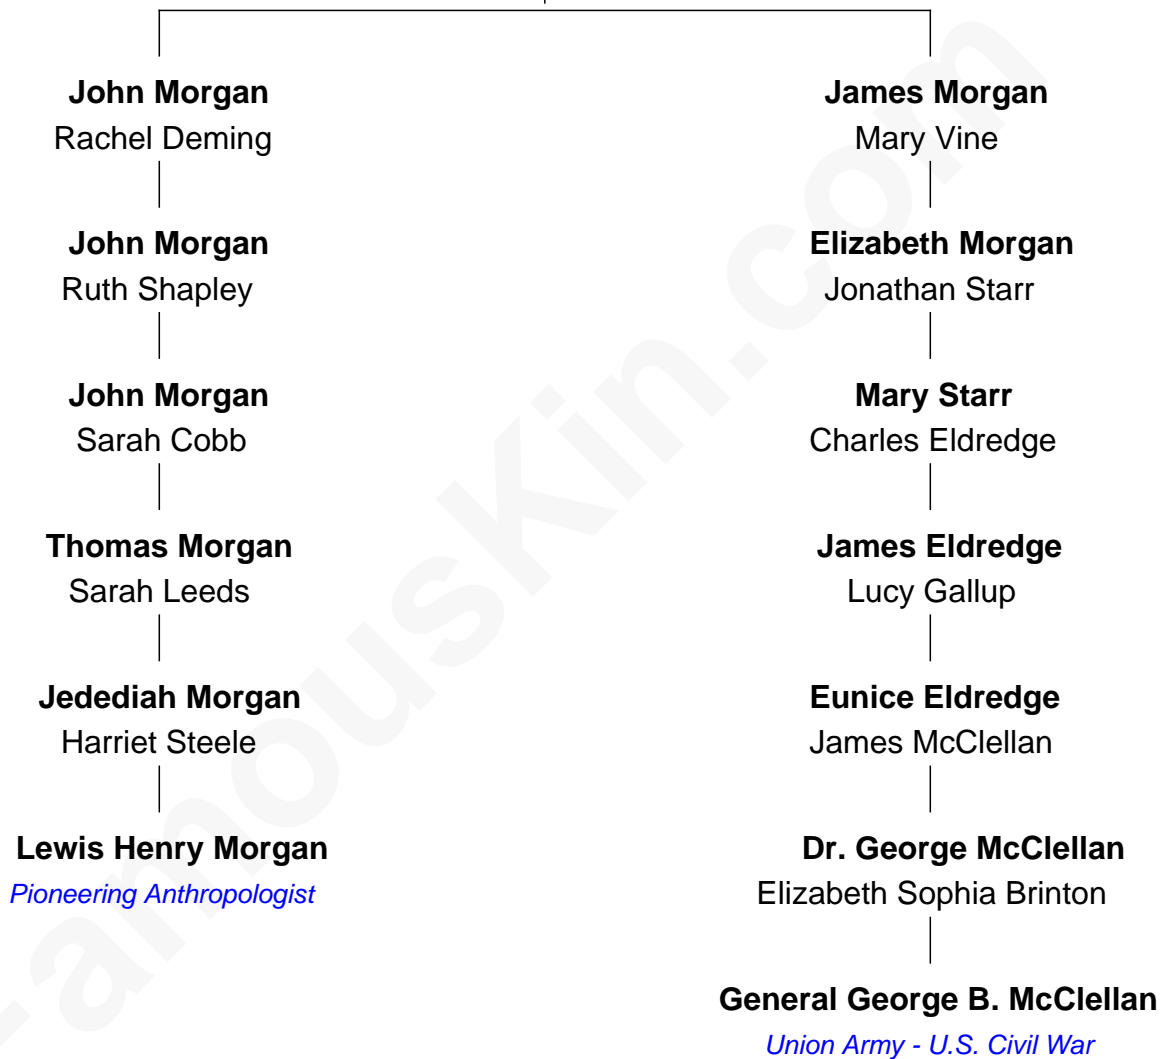 John Morgan
Rachel Deming
John Morgan
Ruth Shapley
John Morgan
Sarah Cobb
Thomas Morgan
Sarah Leeds
Jedediah Morgan
Harriet Steele
Lewis Henry Morgan
Pioneering Anthropologist
James Morgan
Mary Vine
Elizabeth Morgan
Jonathan Starr
Mary Starr
Charles Eldredge
James Eldredge
Lucy Gallup
Eunice Eldredge
James McClellan
Dr. George McClellan
Elizabeth Sophia Brinton
General George B. McClellan
Union Army - U.S. Civil War
FamousKin.com